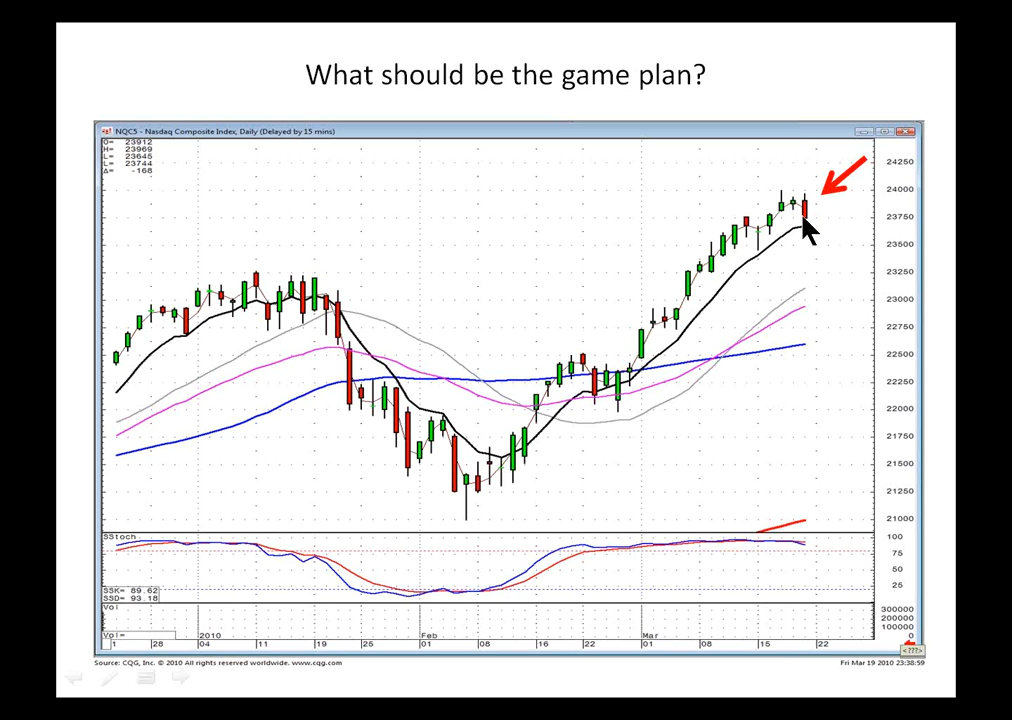 What should be the game plan?
NQC5 - Nasdaq Composite Index, Daily (Delayed by 15 mins)
O= 23912
H= 23969
L= 23645
L= 23744
Δ= -168
24250
24000
23750
23500
23250
23000
22750
22500
22250
22000
21750
21500
21250
21000
SStoch
100
75
50
25
SSK= 89.62
SSD= 93.18
Vol
300000
200000
100000
0
Vol=
2010 Feb Mar
1 28 04 11 19 25 01 08 16 22 01 08 15 22
<???>
Source: CQG, Inc. © 2010 All rights reserved worldwide. www.cqg.com
Fri Mar 19 2010 23:38:59